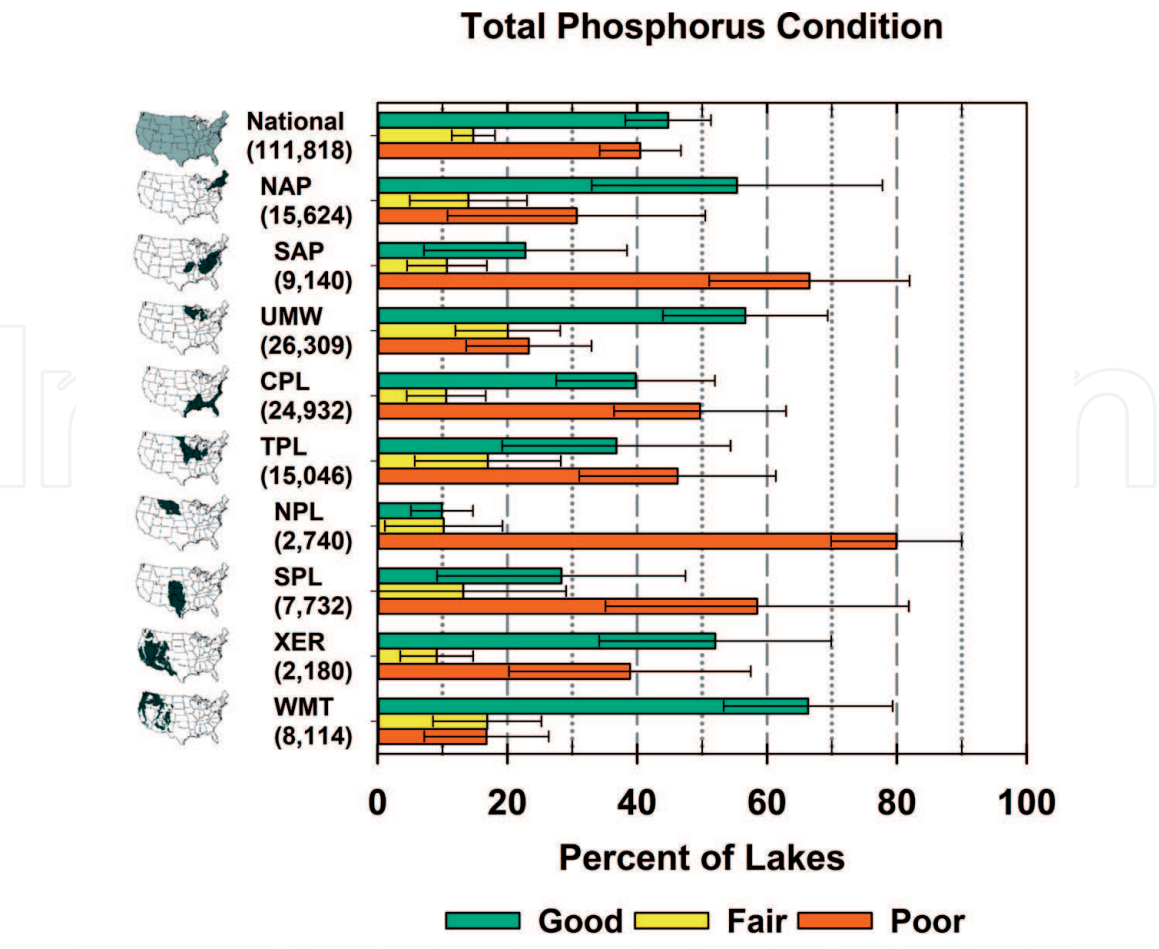 Total Phosphorus Condition
National
(111,818)
NAP
(15,624)
SAP
(9,140)
UMW
(26,309)
CPL
(24,932)
TPL
(15,046)
NPL
(2,740)
SPL
(7,732)
XER
(2,180)
WMT
(8,114)
0 20 40 60 80 100
Percent of Lakes
Good Fair Poor